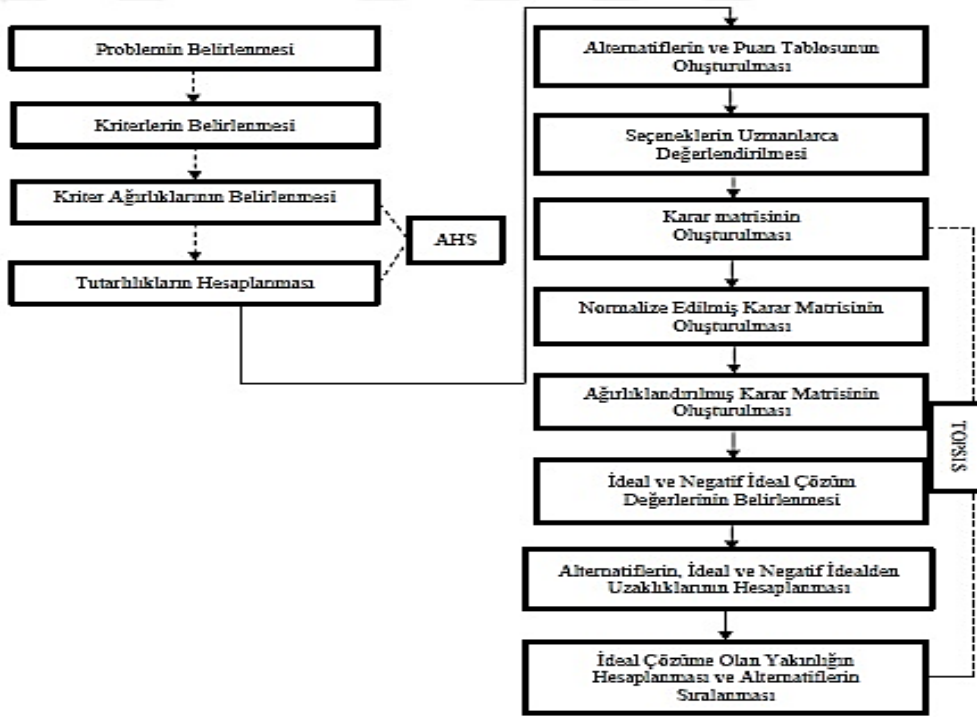 Problemin Belirlenmesi
Kriterlerin Belirlenmesi
Kriter Ağırlıklarının Belirlenmesi
Tutarlılıkların Hesaplanması
AHS
Alternatiflerin ve Puan Tablosunun
Oluşturulması
Seçeneklerin Uzmanlarca
Değerlendirilmesi
Karar matrisinin
Oluşturulması
Normalize Edilmiş Karar Matrisinin
Oluşturulması
Ağırlıklandırılmış Karar Matrisinin
Oluşturulması
İdeal ve Negatif İdeal Çözüm
Değerlerinin Belirlenmesi
Alternatiflerin, İdeal ve Negatif İdealden
Uzaklıklarının Hesaplanması
İdeal Çözüme Olan Yakınlığın
Hesaplanması ve Alternatiflerin
Sıralanması
TOPSIS